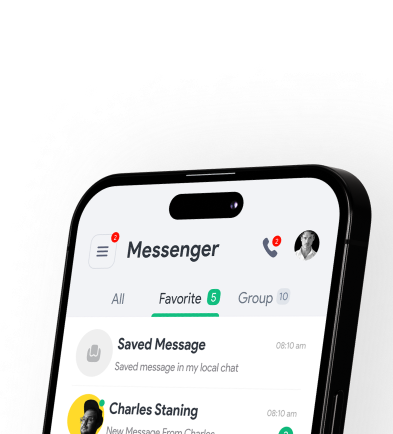 2
Messenger
2
All
Favorite 5
Group 10
Saved Message
08:10 am
Saved message in my local chat
Charles Staning
08:10 am
New Message From Charles